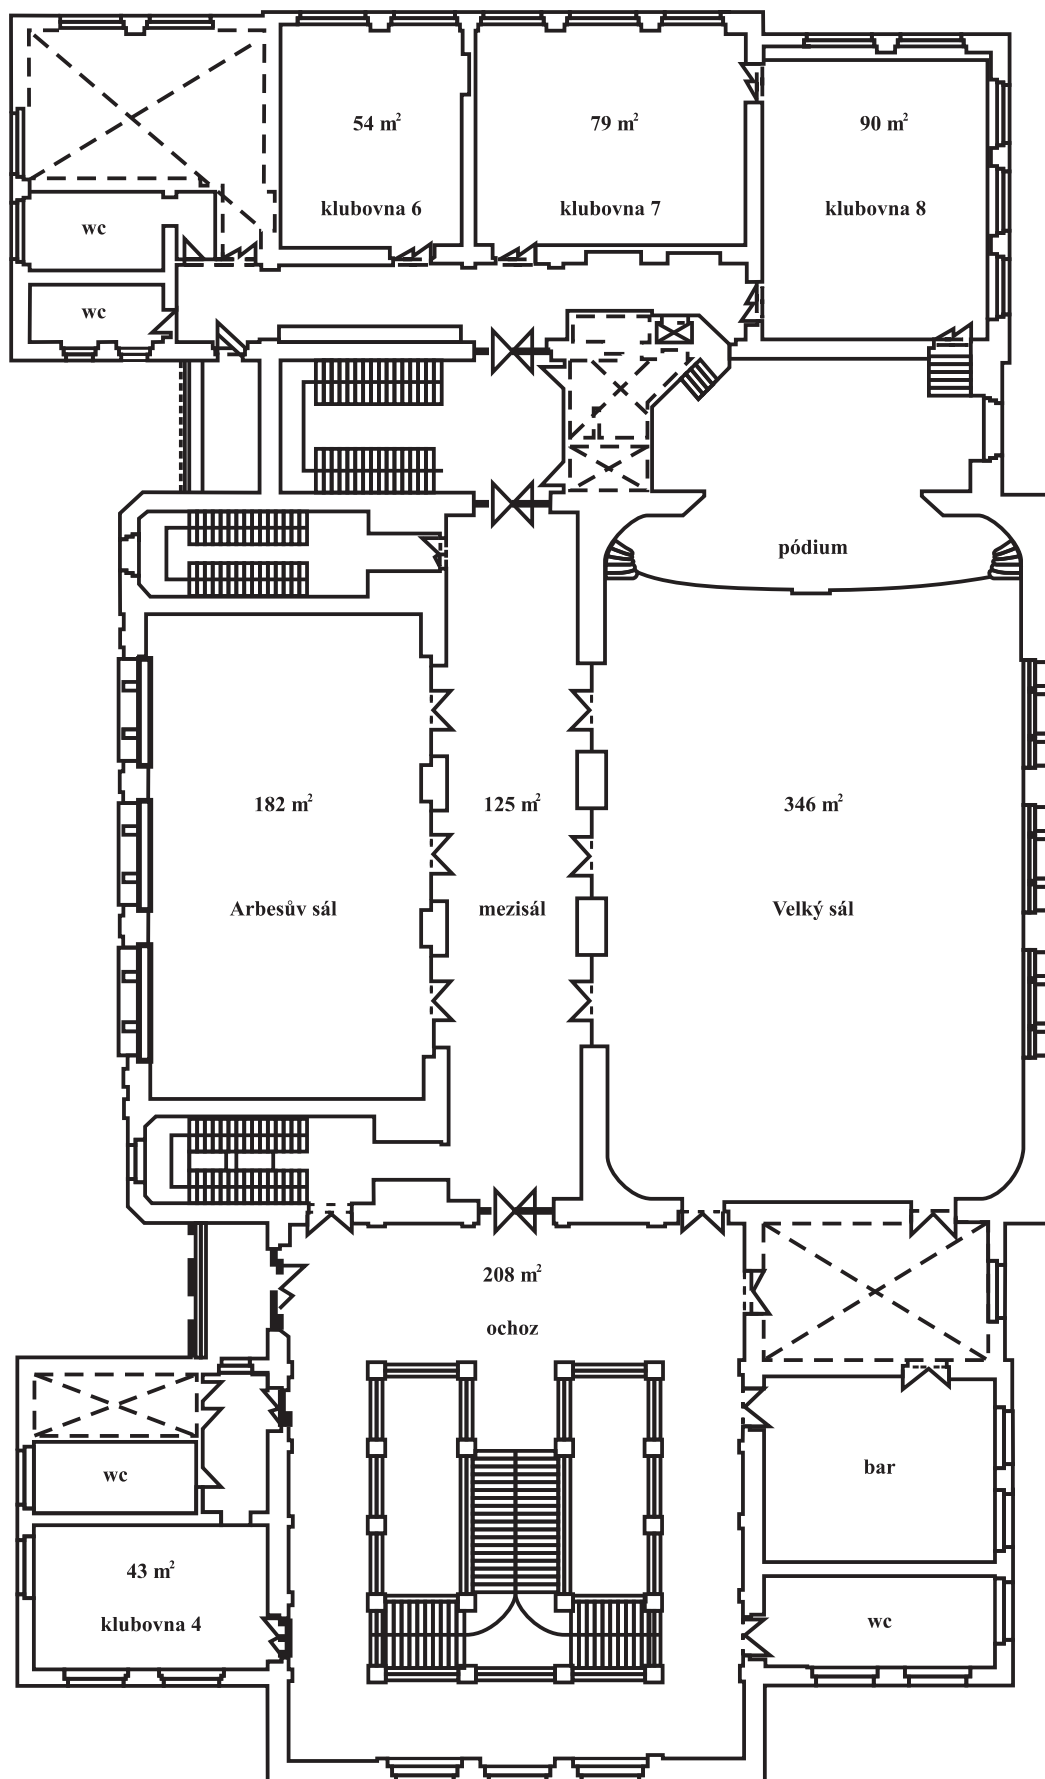 54 m²
79 m²
90 m²
klubovna 6
klubovna 7
klubovna 8
wc
wc
pódium
182 m²
125 m²
346 m²
Arbesův sál
mezisál
Velký sál
208 m²
ochoz
wc
bar
43 m²
klubovna 4
wc